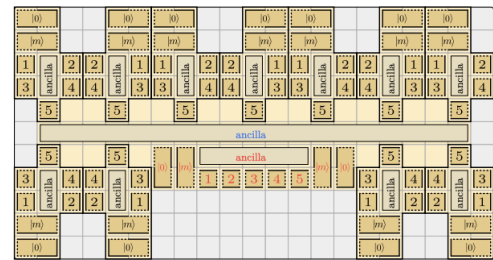 |0⟩ |0⟩ |0⟩ |0⟩ |0⟩ |0⟩ |0⟩
|m⟩ |m⟩ |m⟩ |m⟩ |m⟩ |m⟩ |m⟩
1 ancilla 2 2 ancilla 1 1 ancilla 2 2 ancilla 1 1 ancilla 2 2 ancilla 1 1 ancilla 2
3 4 4 3 3 4 4 3 3 4 4 3 3 4
5 5 5 5 5 5 5
ancilla
5 5 ancilla 5 5
3 ancilla 4 4 ancilla 3 |0⟩ |m⟩ 1 2 3 4 5 |m⟩ |0⟩ 3 ancilla 4 4 ancilla 3
1 2 2 1 1 2 2 1
|m⟩ |m⟩ |m⟩ |m⟩
|0⟩ |0⟩ |0⟩ |0⟩